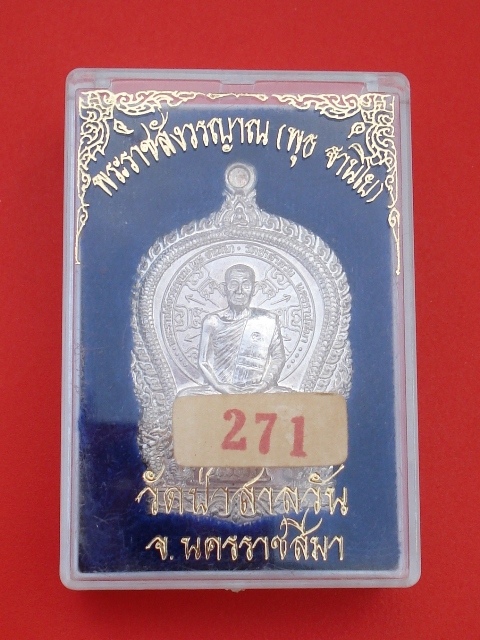 พระราชสังวรญาณ (พุธ ฐานิโย)
271
วัดป่าสาลวัน
จ.นครราชสีมา